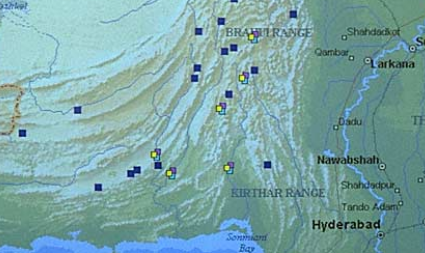 BRAHUI RANGE
Shahdadkot
Qambar
Larkana
Dadu
Nawabshah
KIRTHAR RANGE
Shahdadpur
Tando Adam
Hyderabad
Sonmiani
Bay